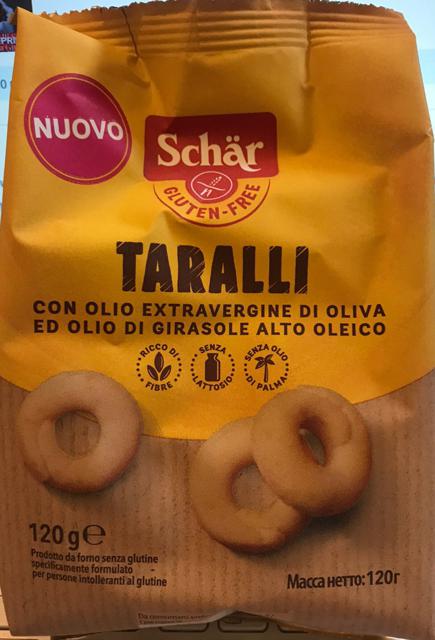 NUOVO
Schär
GLUTEN-FREE
TARALLI
CON OLIO EXTRAVERGINE DI OLIVA
ED OLIO DI GIRASOLE ALTO OLEICO
RICCO DI
FIBRE
SENZA
LATTOSIO
SENZA OLIO
DI PALMA
120 g e
Prodotto da forno senza glutine
specificamente formulato
per persone intolleranti al glutine
Масса нетто: 120г